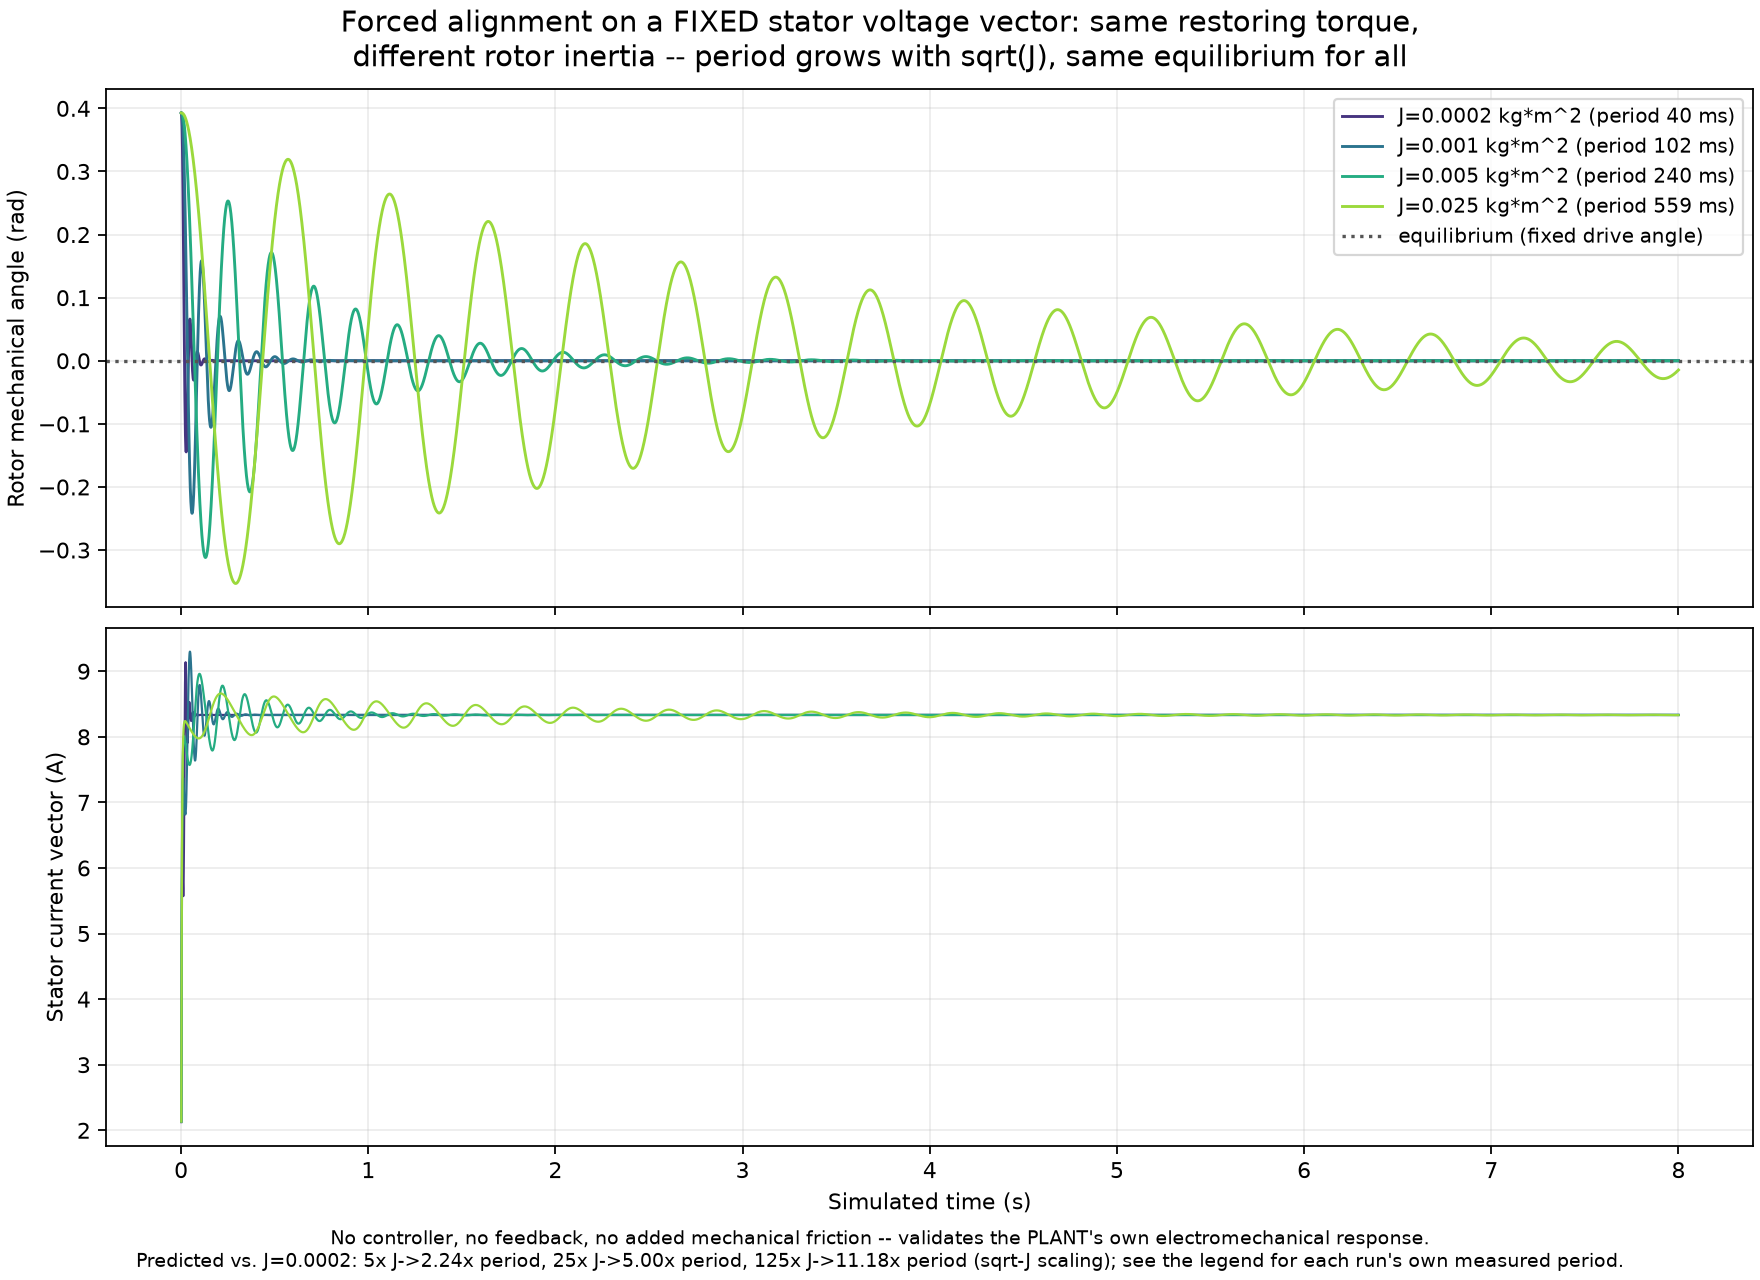 Forced alignment on a FIXED stator voltage vector: same restoring torque,
different rotor inertia -- period grows with sqrt(J), same equilibrium for all
0.4
0.3
0.2
0.1
0.0
−0.1
−0.2
−0.3
Rotor mechanical angle (rad)
J=0.0002 kg*m^2 (period 40 ms)
J=0.001 kg*m^2 (period 102 ms)
J=0.005 kg*m^2 (period 240 ms)
J=0.025 kg*m^2 (period 559 ms)
equilibrium (fixed drive angle)
9
8
7
6
5
4
3
2
Stator current vector (A)
0 1 2 3 4 5 6 7 8
Simulated time (s)
No controller, no feedback, no added mechanical friction -- validates the PLANT's own electromechanical response.
Predicted vs. J=0.0002: 5x J->2.24x period, 25x J->5.00x period, 125x J->11.18x period (sqrt-J scaling); see the legend for each run's own measured period.